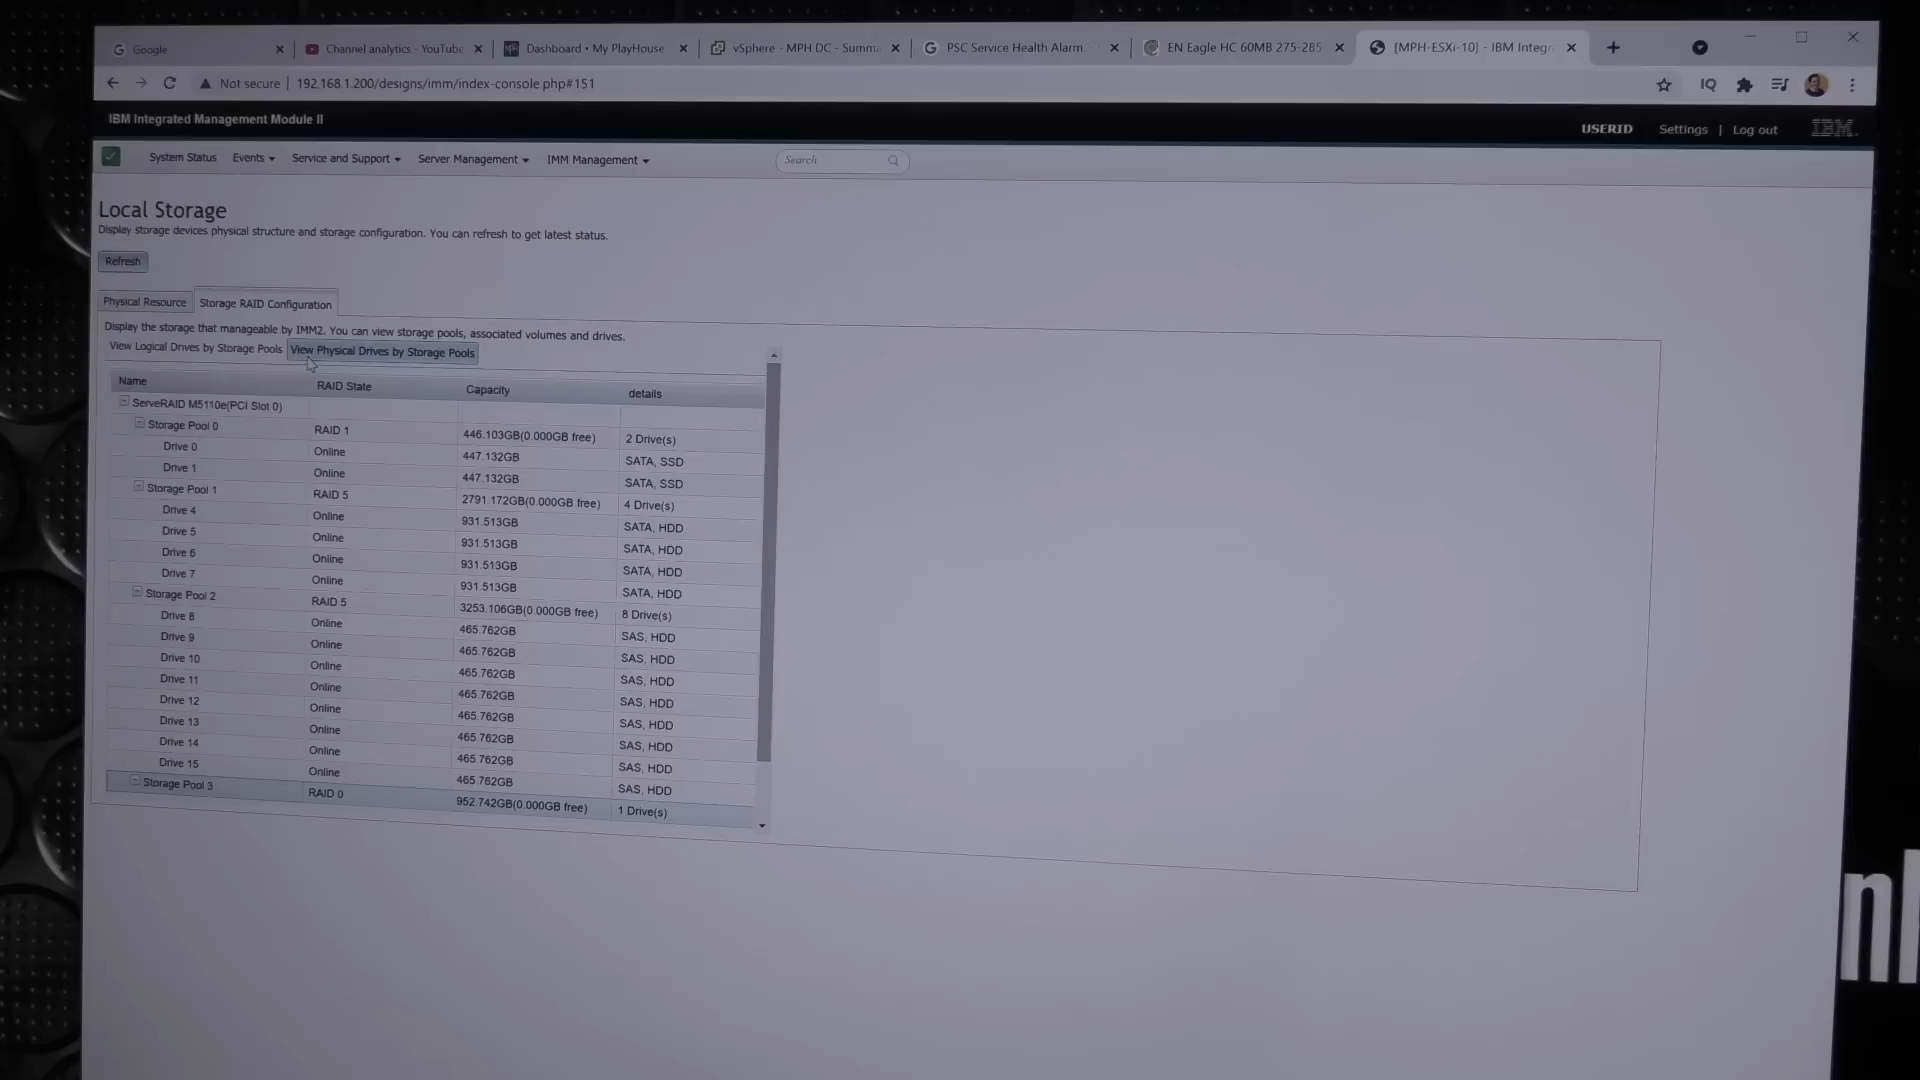 Google
Channel analytics - YouTube
Dashboard • My PlayHouse
vSphere - MPH DC - Summa
PSC Service Health Alarm.
EN Eagle HC 60MB 275-285
[MPH-ESXi-10] - IBM Integr
Not secure | 192.168.1.200/designs/imm/index-console.php#151
IQ
IBM Integrated Management Module II
USERID Settings | Log out IBM.
System Status Events Service and Support Server Management IMM Management Search
Local Storage
Display storage devices physical structure and storage configuration. You can refresh to get latest status.
Refresh
Physical Resource Storage RAID Configuration
Display the storage that manageable by IMM2. You can view storage pools, associated volumes and drives.
View Logical Drives by Storage Pools View Physical Drives by Storage Pools
Name RAID State Capacity details
ServeRAID M5110e(PCI Slot 0)
Storage Pool 0 RAID 1 446.103GB(0.000GB free) 2 Drive(s)
Drive 0 Online 447.132GB SATA, SSD
Drive 1 Online 447.132GB SATA, SSD
Storage Pool 1 RAID 5 2791.172GB(0.000GB free) 4 Drive(s)
Drive 4 Online 931.513GB SATA, HDD
Drive 5 Online 931.513GB SATA, HDD
Drive 6 Online 931.513GB SATA, HDD
Drive 7 Online 931.513GB SATA, HDD
Storage Pool 2 RAID 5 3253.106GB(0.000GB free) 8 Drive(s)
Drive 8 Online 465.762GB SAS, HDD
Drive 9 Online 465.762GB SAS, HDD
Drive 10 Online 465.762GB SAS, HDD
Drive 11 Online 465.762GB SAS, HDD
Drive 12 Online 465.762GB SAS, HDD
Drive 13 Online 465.762GB SAS, HDD
Drive 14 Online 465.762GB SAS, HDD
Drive 15 Online 465.762GB SAS, HDD
Storage Pool 3 RAID 0 952.742GB(0.000GB free) 1 Drive(s)